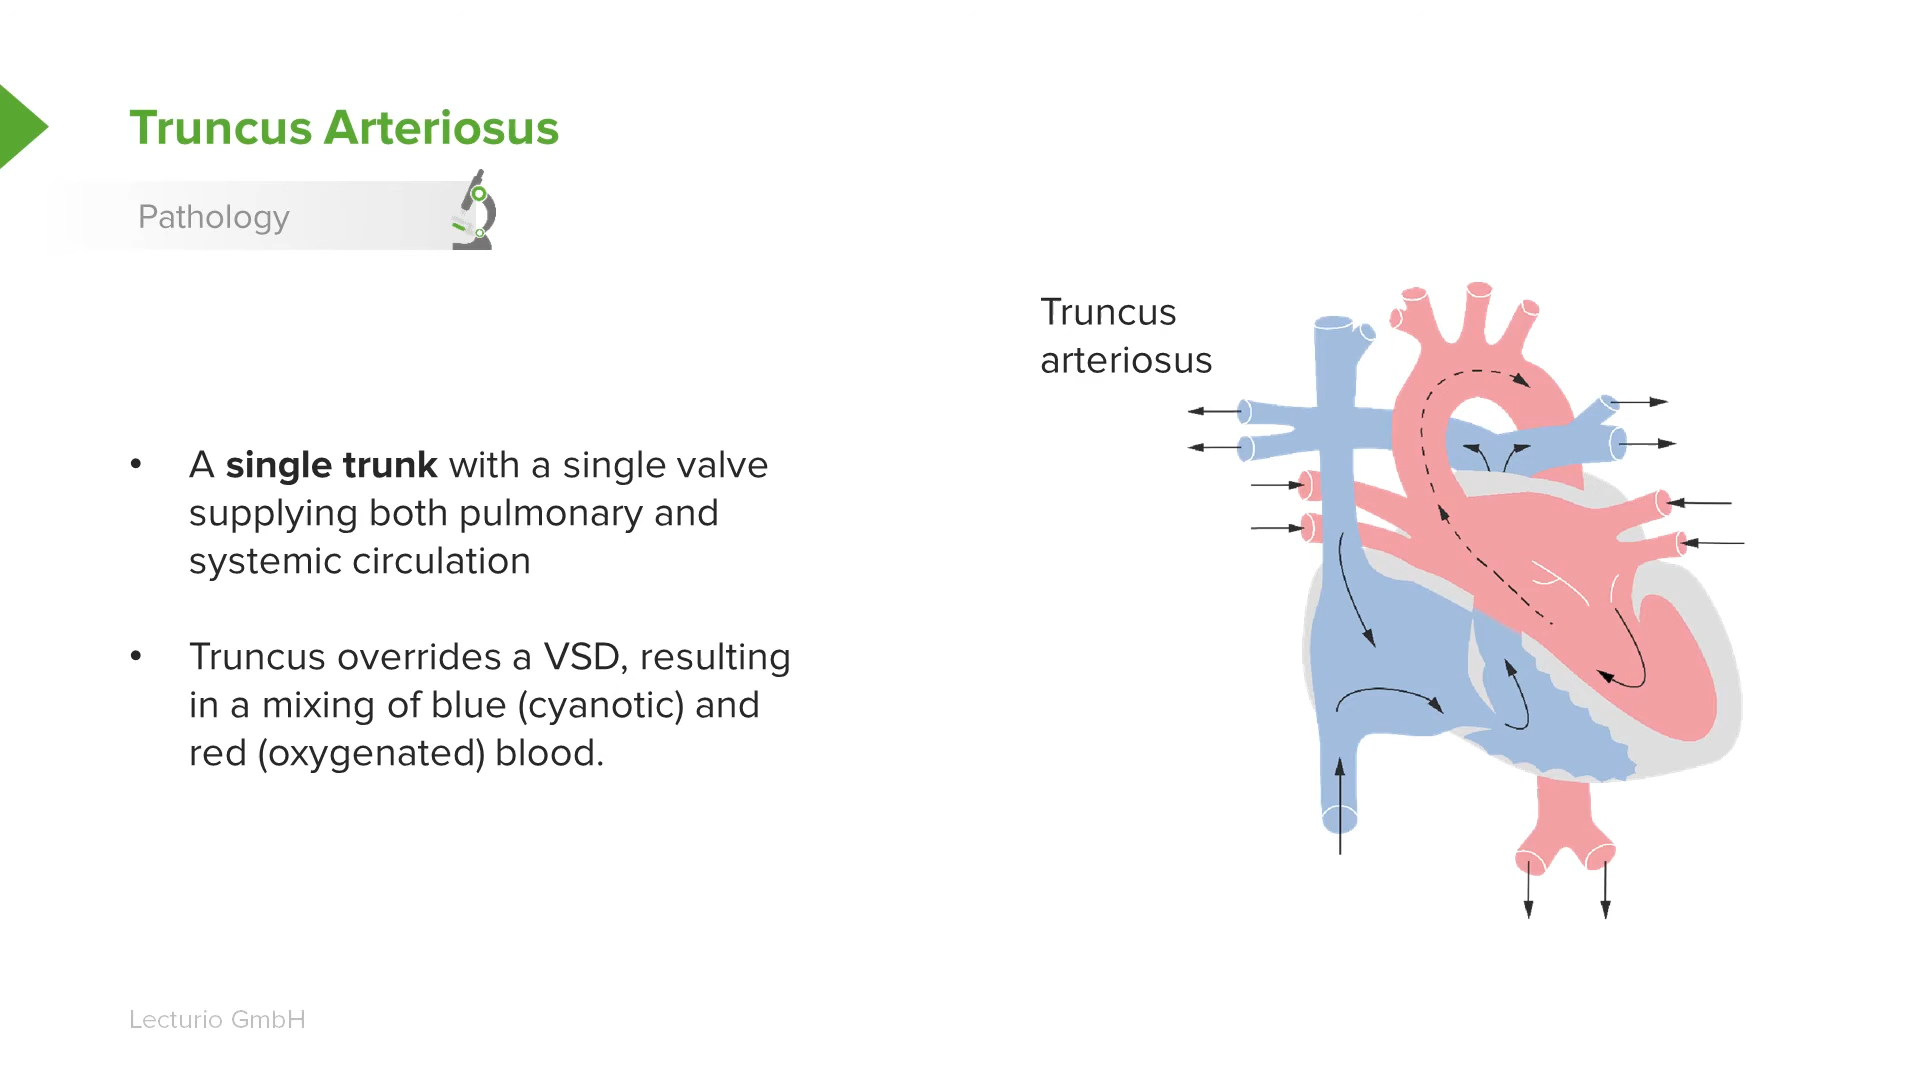 Truncus Arteriosus
Pathology
Truncus
arteriosus
• A single trunk with a single valve
supplying both pulmonary and
systemic circulation
• Truncus overrides a VSD, resulting
in a mixing of blue (cyanotic) and
red (oxygenated) blood.
Lecturio GmbH